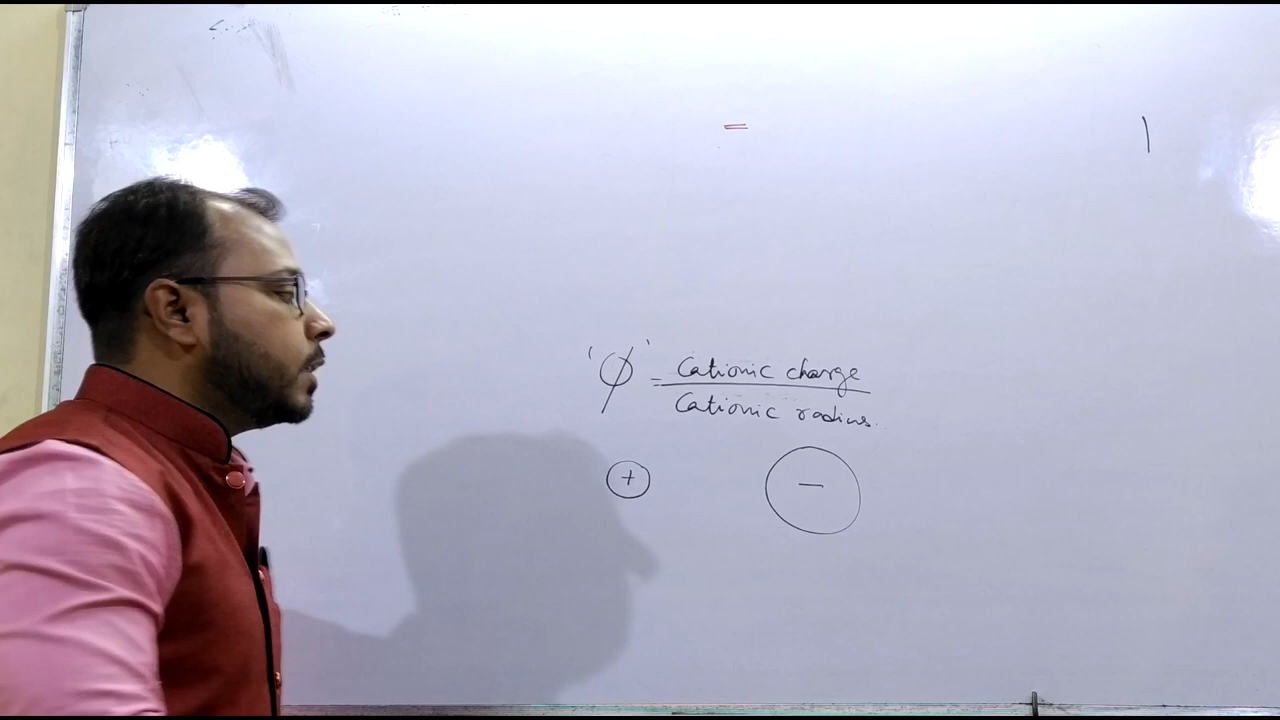 =
'ϕ' = Cationic charge
Cationic radius.
+ −